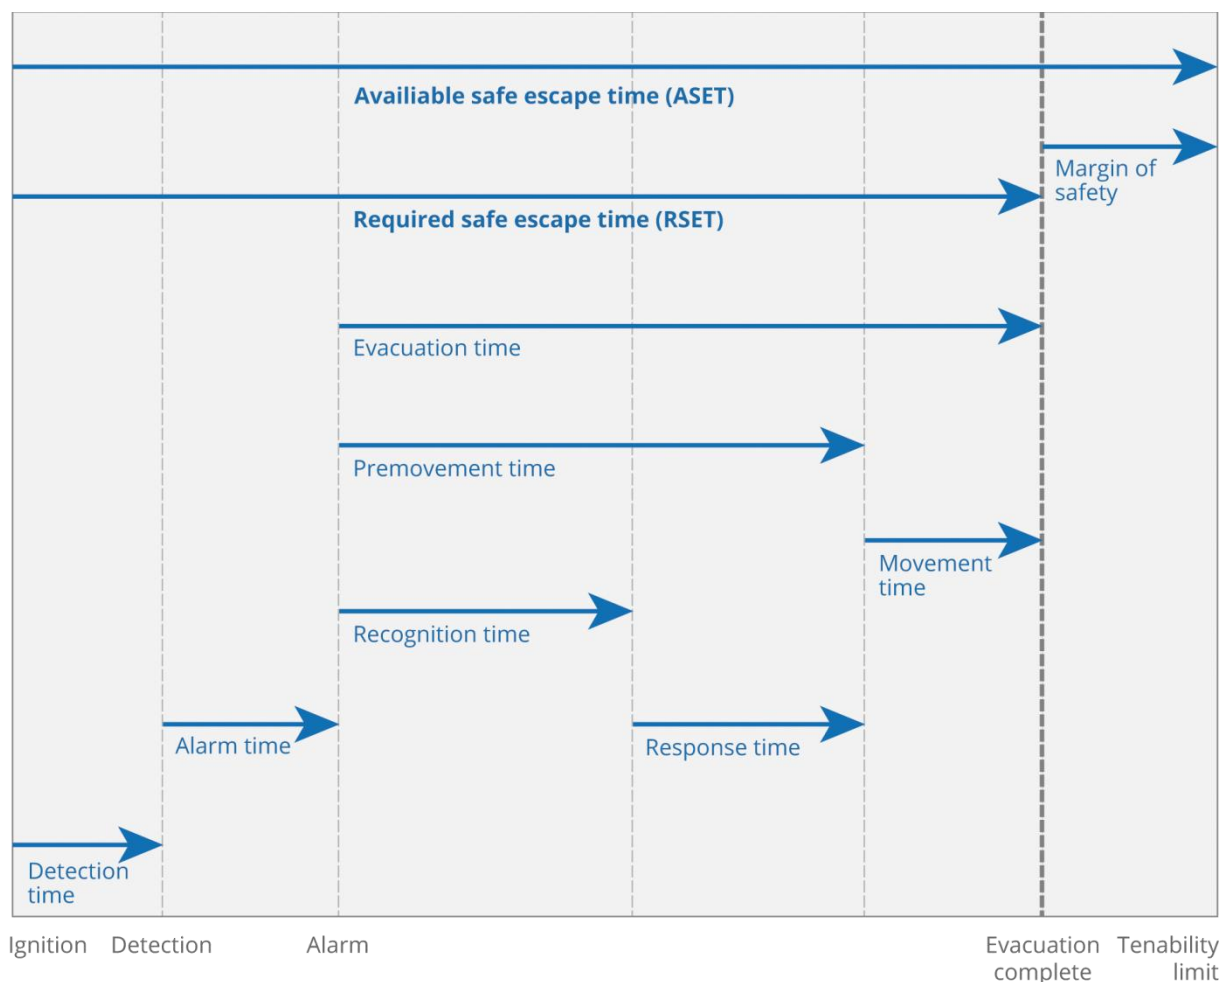 Availiable safe escape time (ASET)
Margin of
safety
Required safe escape time (RSET)
Evacuation time
Premovement time
Movement
time
Recognition time
Alarm time
Response time
Detection
time
Ignition
Detection
Alarm
Evacuation
complete
Tenability
limit